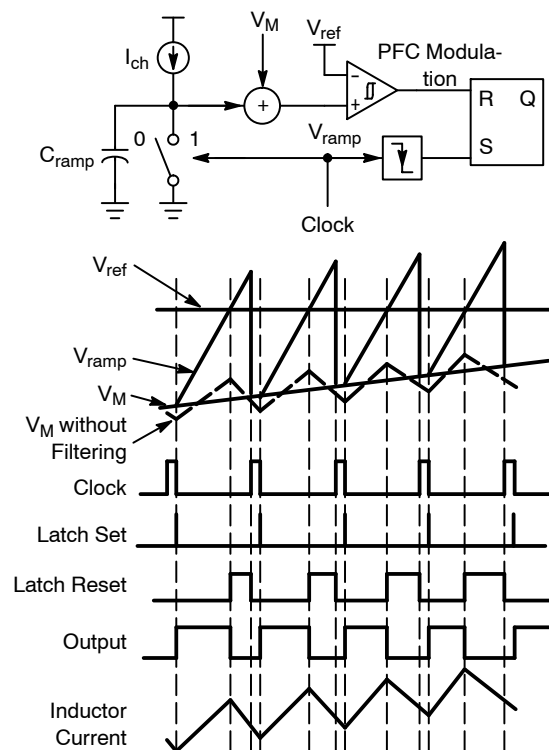 V_M
V_ref
PFC Modula-
tion
I_ch
R Q
+
−
+
0 1
V_ramp
C_ramp
S
Clock
V_ref
V_ramp
V_M
V_M without
Filtering
Clock
Latch Set
Latch Reset
Output
Inductor
Current